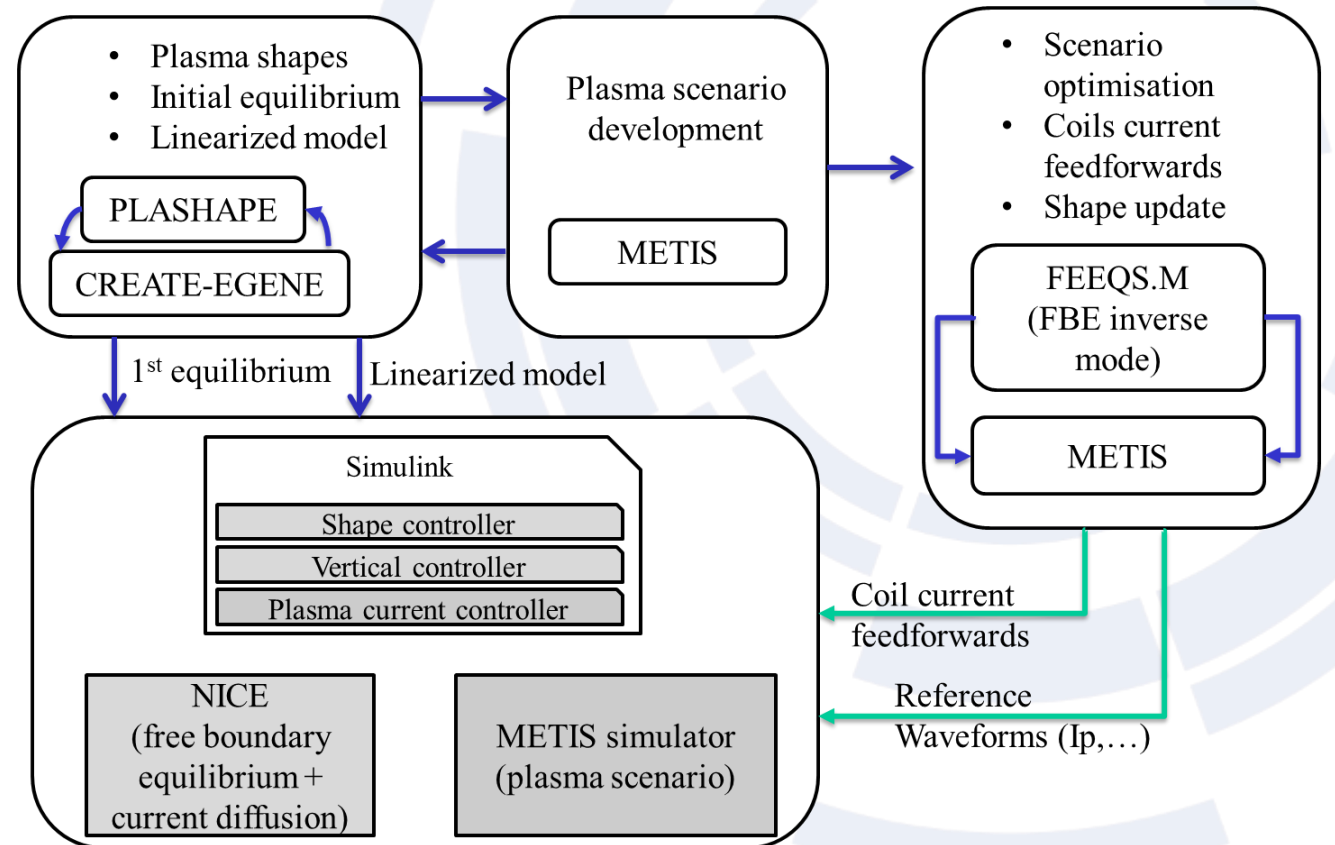 • Plasma shapes
• Initial equilibrium
• Linearized model
PLASHAPE
CREATE-EGENE
Plasma scenario
development
METIS
• Scenario
optimisation
• Coils current
feedforwards
• Shape update
FEEQS.M
(FBE inverse
mode)
METIS
1st equilibrium
Linearized model
Simulink
Shape controller
Vertical controller
Plasma current controller
NICE
(free boundary
equilibrium +
current diffusion)
METIS simulator
(plasma scenario)
Coil current
feedforwards
Reference
Waveforms (Ip,…)